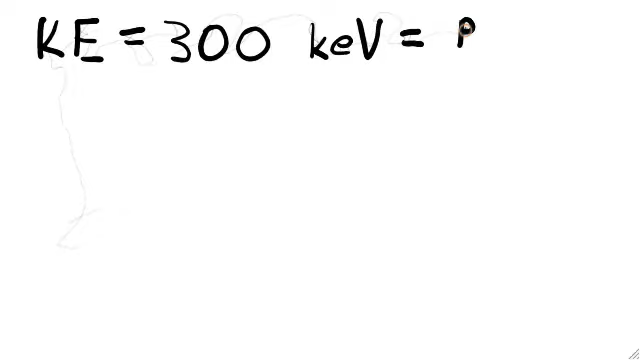 KE = 300 keV = P